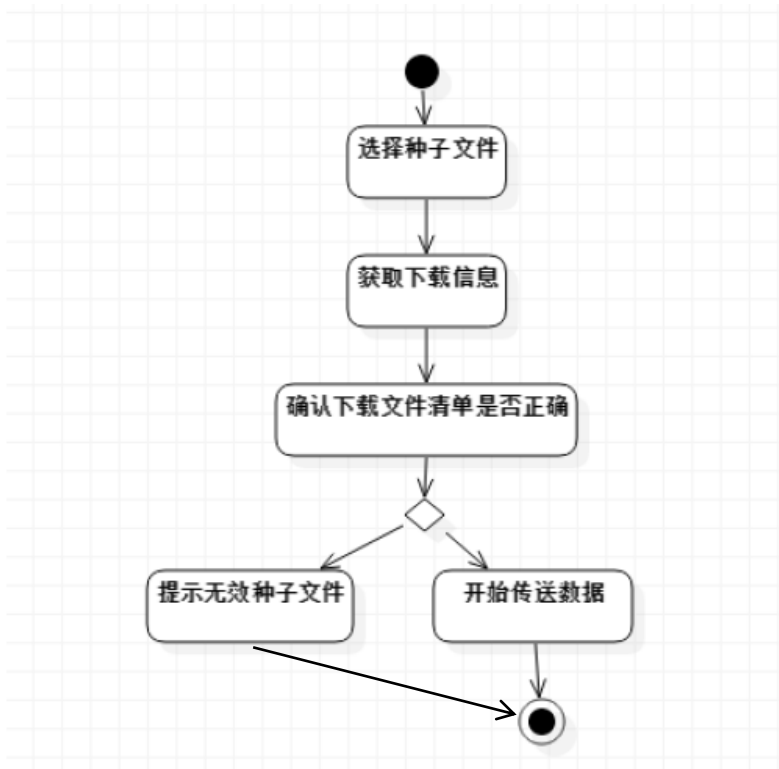 选择种子文件
获取下载信息
确认下载文件清单是否正确
提示无效种子文件
开始传送数据